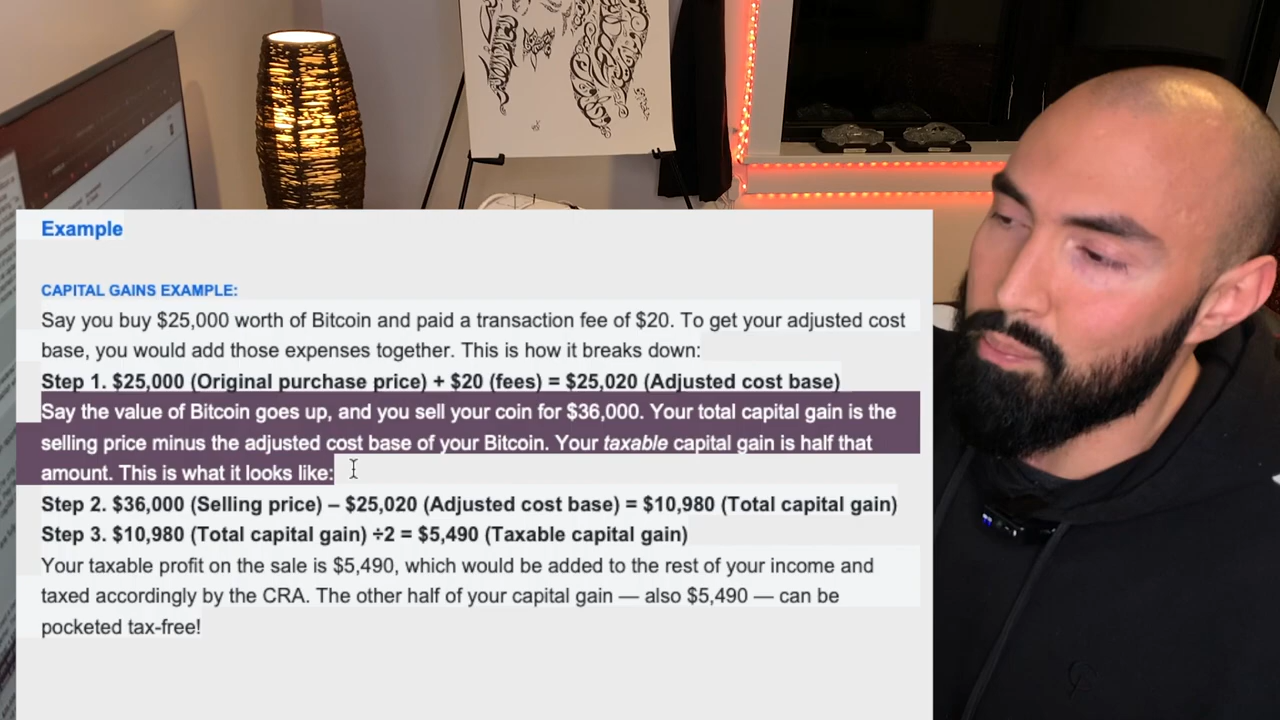 Example
CAPITAL GAINS EXAMPLE:
Say you buy $25,000 worth of Bitcoin and paid a transaction fee of $20. To get your adjusted cost
base, you would add those expenses together. This is how it breaks down:
Step 1. $25,000 (Original purchase price) + $20 (fees) = $25,020 (Adjusted cost base)
Say the value of Bitcoin goes up, and you sell your coin for $36,000. Your total capital gain is the
selling price minus the adjusted cost base of your Bitcoin. Your taxable capital gain is half that
amount. This is what it looks like:
Step 2. $36,000 (Selling price) – $25,020 (Adjusted cost base) = $10,980 (Total capital gain)
Step 3. $10,980 (Total capital gain) ÷2 = $5,490 (Taxable capital gain)
Your taxable profit on the sale is $5,490, which would be added to the rest of your income and
taxed accordingly by the CRA. The other half of your capital gain — also $5,490 — can be
pocketed tax-free!